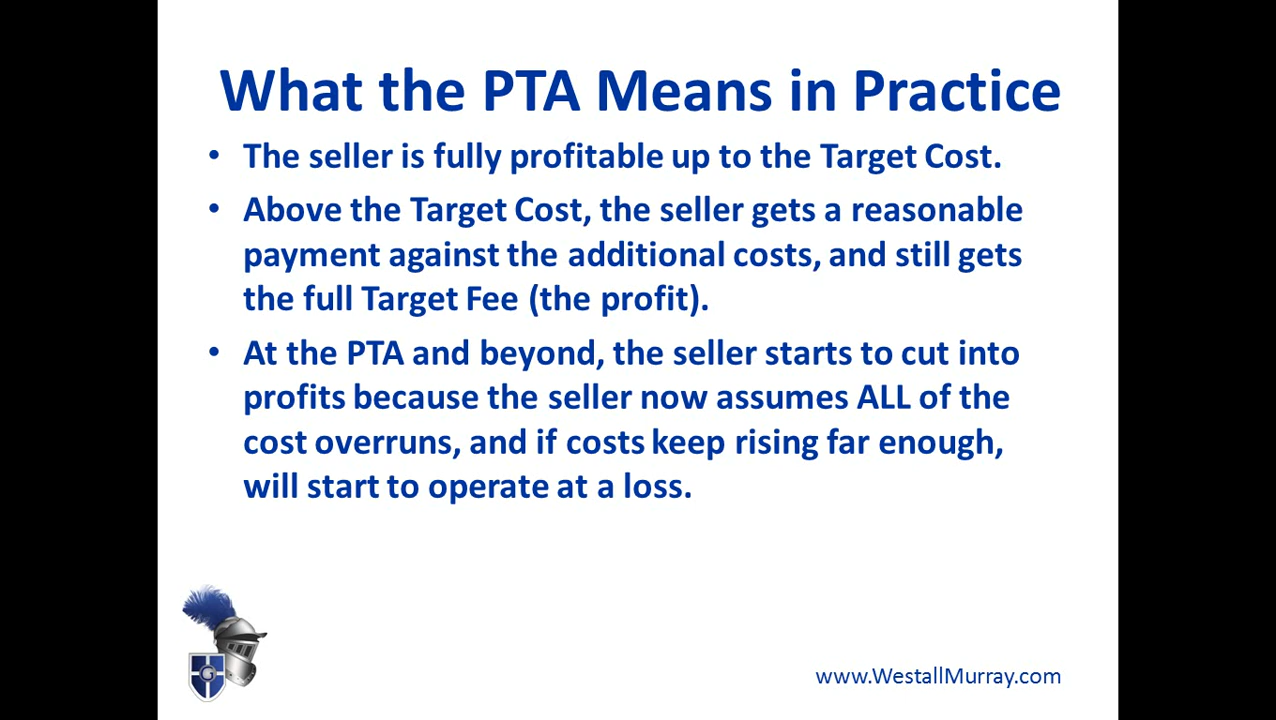 What the PTA Means in Practice
• The seller is fully profitable up to the Target Cost.
• Above the Target Cost, the seller gets a reasonable
payment against the additional costs, and still gets
the full Target Fee (the profit).
• At the PTA and beyond, the seller starts to cut into
profits because the seller now assumes ALL of the
cost overruns, and if costs keep rising far enough,
will start to operate at a loss.
G
www.WestallMurray.com